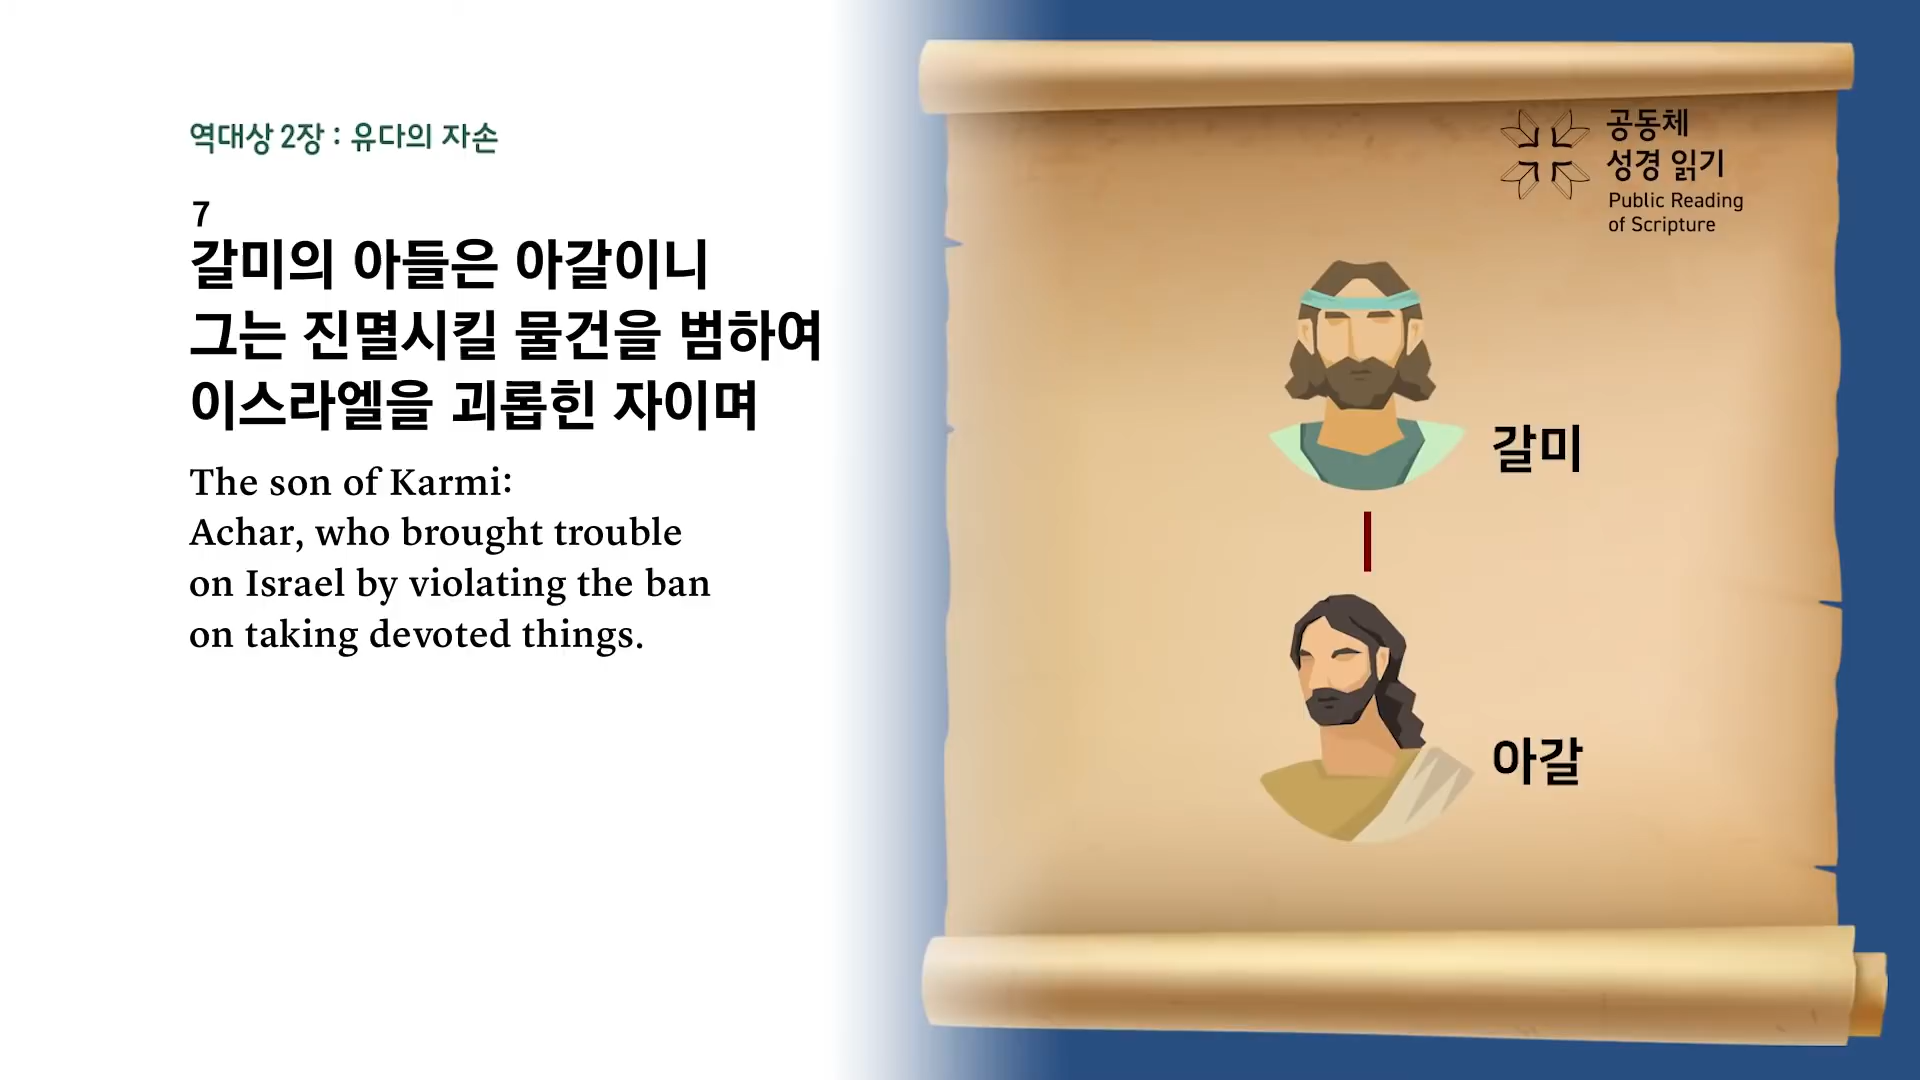 역대상 2장 : 유다의 자손
7
갈미의 아들은 아갈이니
그는 진멸시킬 물건을 범하여
이스라엘을 괴롭힌 자이며
The son of Karmi:
Achar, who brought trouble
on Israel by violating the ban
on taking devoted things.
공동체
성경 읽기
Public Reading
of Scripture
갈미
아갈